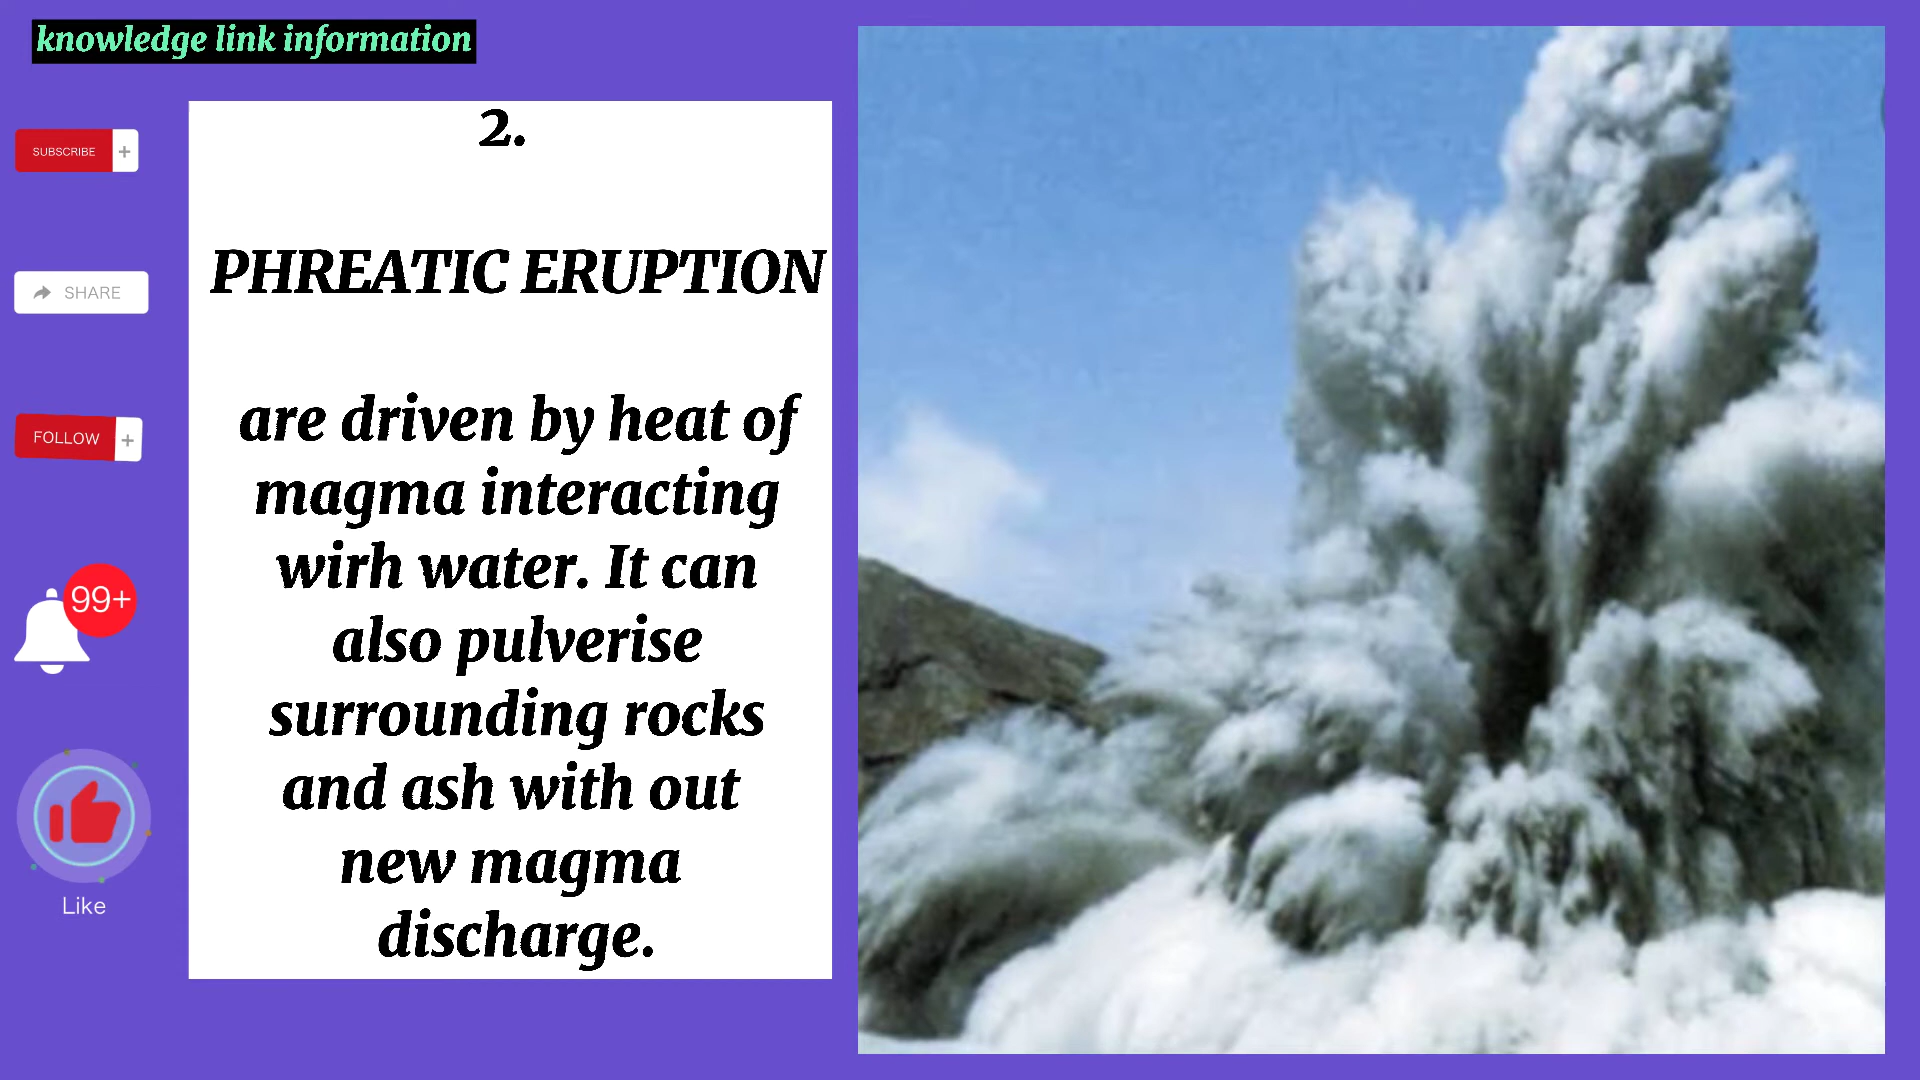 knowledge link information
SUBSCRIBE +
SHARE
FOLLOW +
99+
Like
2.
PHREATIC ERUPTION
are driven by heat of
magma interacting
wirh water. It can
also pulverise
surrounding rocks
and ash with out
new magma
discharge.